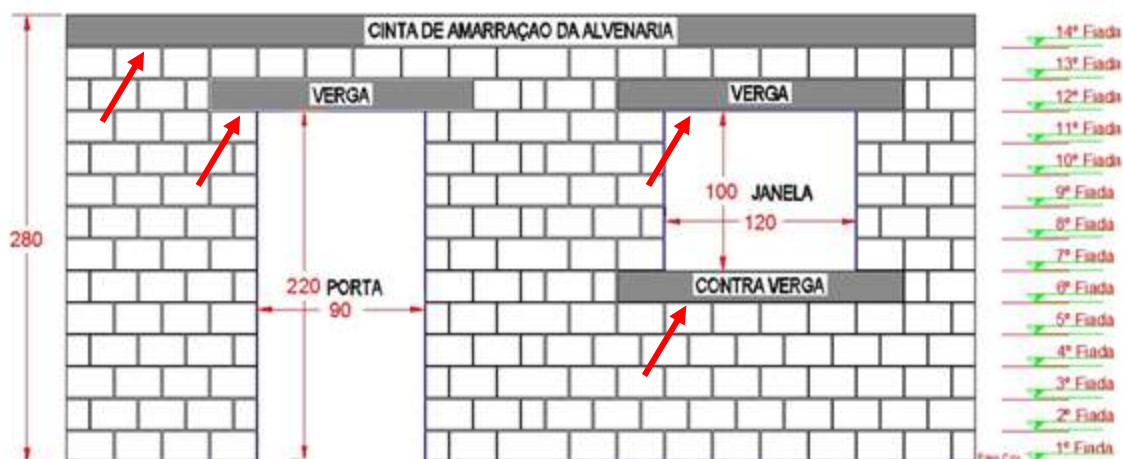 CINTA DE AMARRAÇAO DA ALVENARIA
14ª Fiada
13ª Fiada
VERGA
VERGA
12ª Fiada
11ª Fiada
10ª Fiada
100 JANELA
9ª Fiada
120
8ª Fiada
280
7ª Fiada
220 PORTA
CONTRA VERGA
6ª Fiada
90
5ª Fiada
4ª Fiada
3ª Fiada
2ª Fiada
1ª Fiada